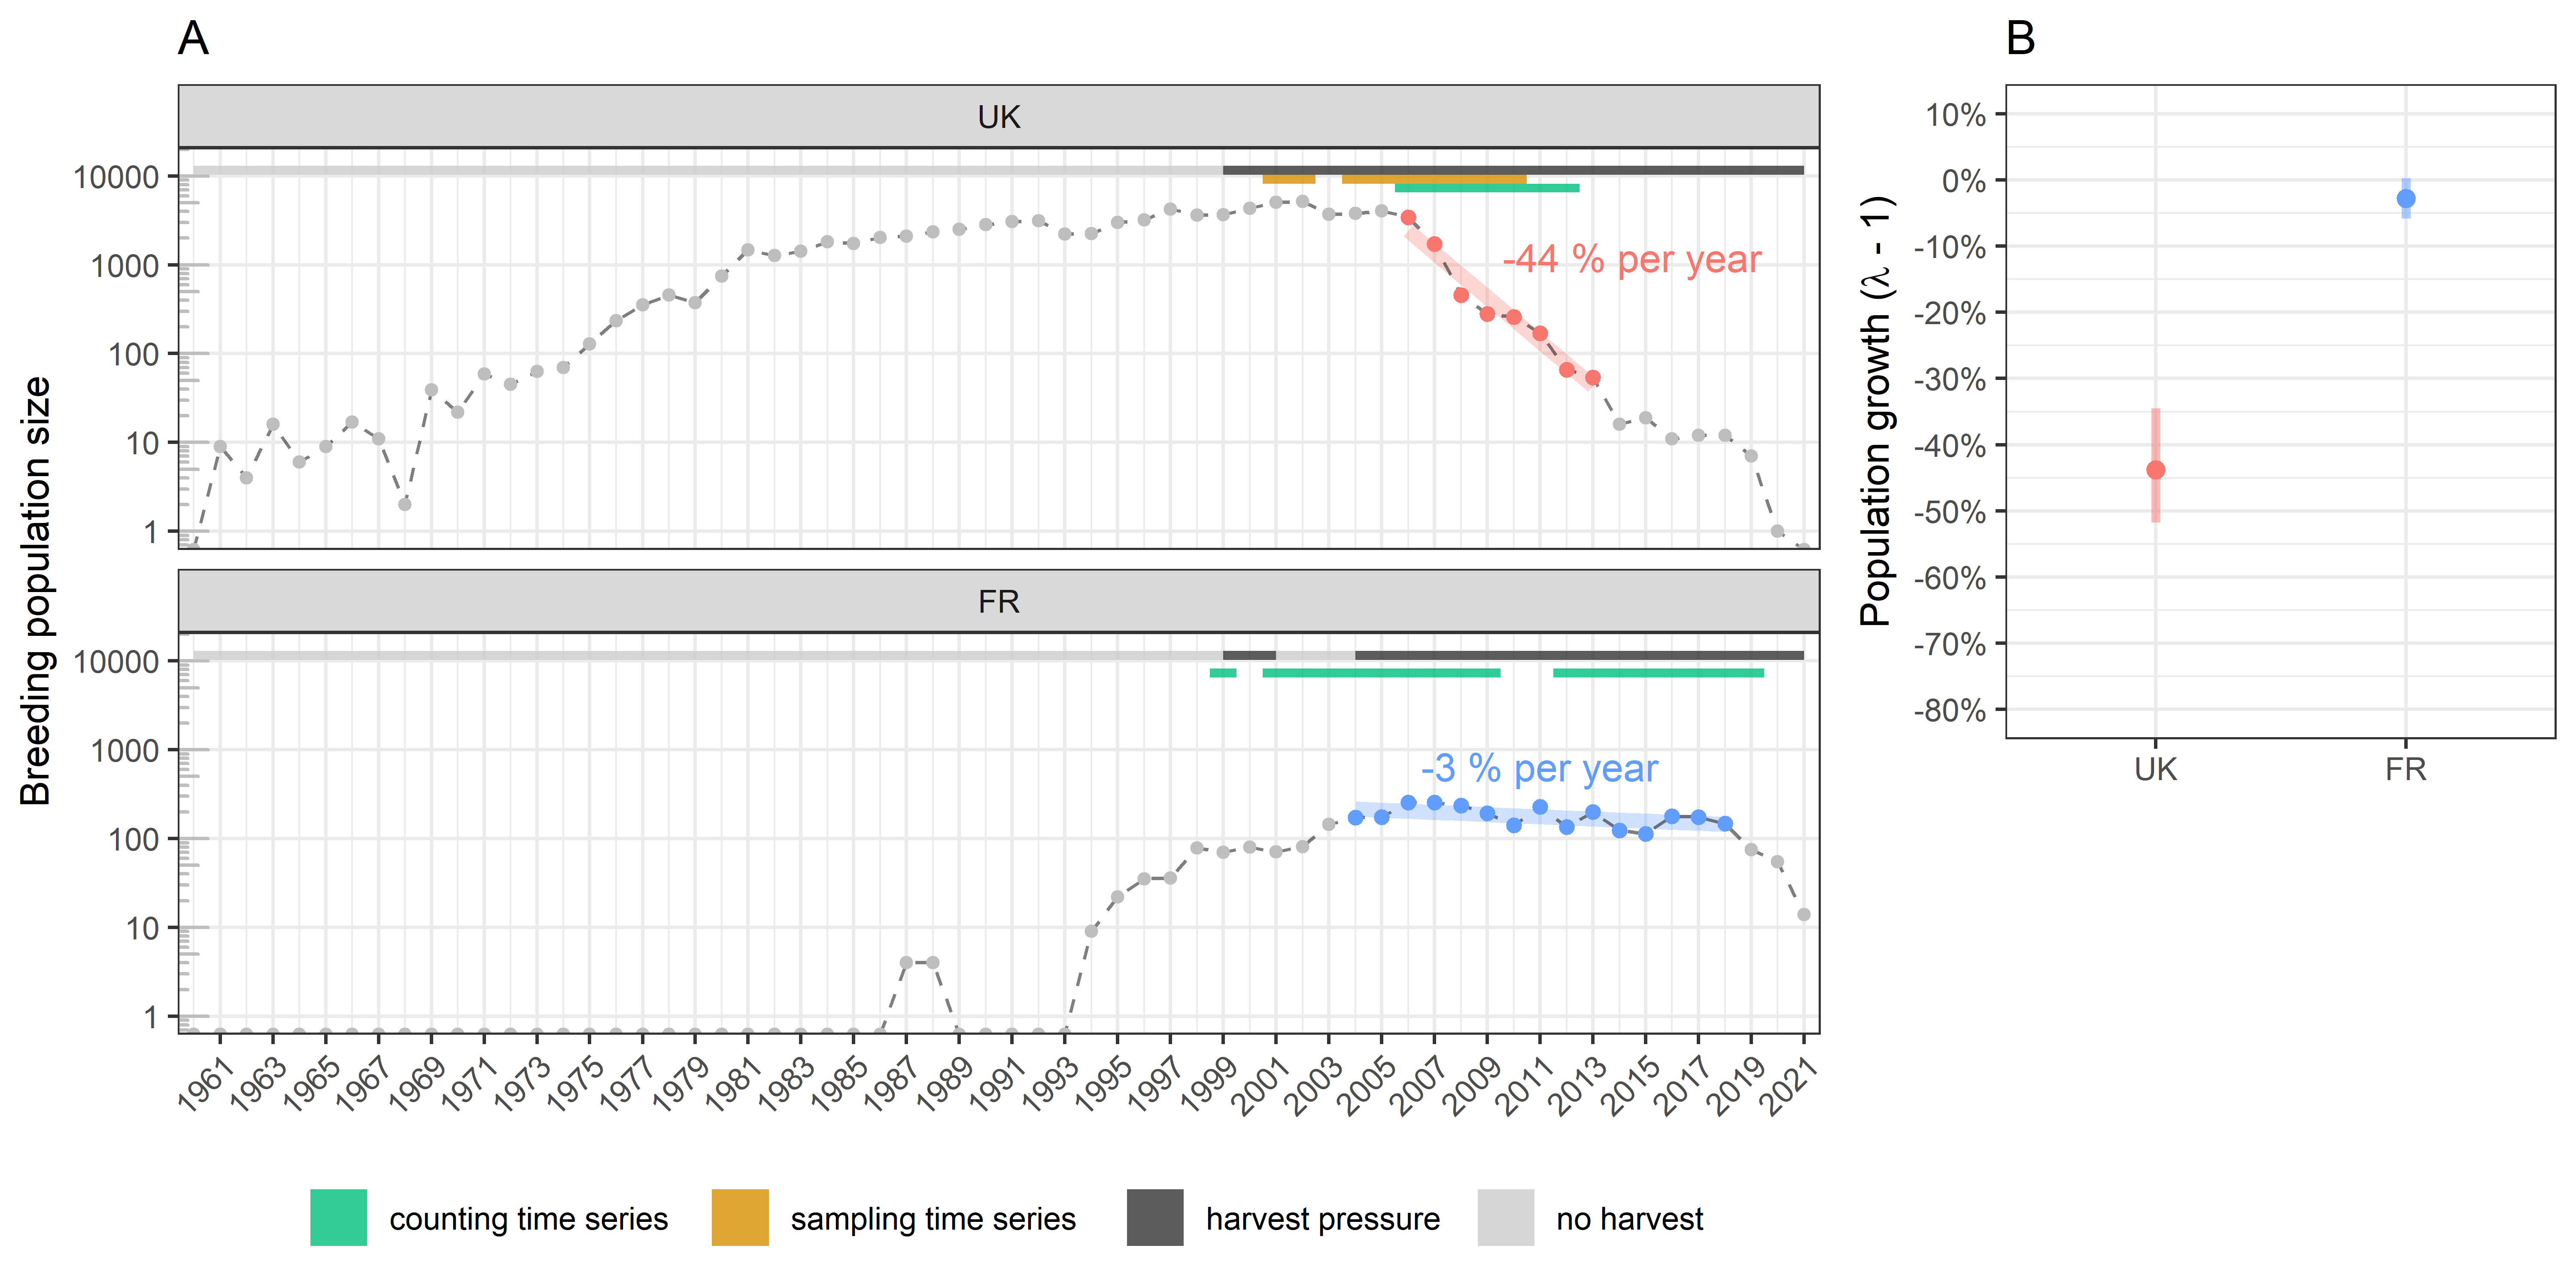 A
B
Breeding population size
UK
10000
1000
100
10
1
-44 % per year
FR
10000
1000
100
10
1
-3 % per year
1961 1963 1965 1967 1969 1971 1973 1975 1977 1979 1981 1983 1985 1987 1989 1991 1993 1995 1997 1999 2001 2003 2005 2007 2009 2011 2013 2015 2017 2019 2021
counting time series sampling time series harvest pressure no harvest
Population growth (λ - 1)
10%
0%
-10%
-20%
-30%
-40%
-50%
-60%
-70%
-80%
UK FR